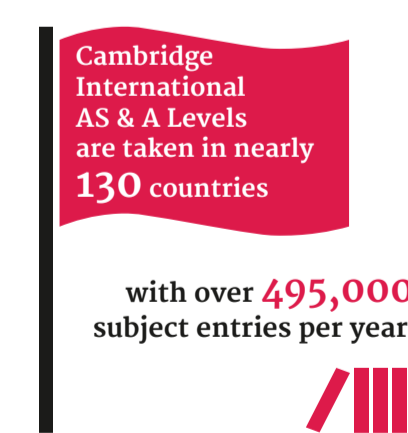 Cambridge
International
AS & A Levels
are taken in nearly
130 countries
with over 495,000
subject entries per year